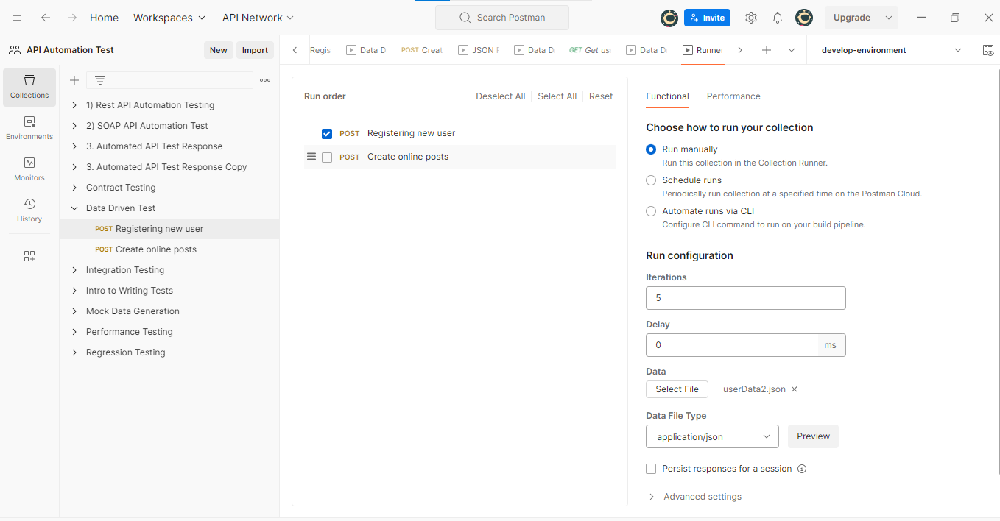 Home Workspaces API Network Search Postman Invite Upgrade
API Automation Test New Import
Regis Data D POST Creat JSON F Data D GET Get us Data D Runne develop-environment
Collections
Environments
Monitors
History
1) Rest API Automation Testing
2) SOAP API Automation Test
3. Automated API Test Response
3. Automated API Test Response Copy
Contract Testing
Data Driven Test
POST Registering new user
POST Create online posts
Integration Testing
Intro to Writing Tests
Mock Data Generation
Performance Testing
Regression Testing
Run order Deselect All Select All Reset
POST Registering new user
POST Create online posts
Functional Performance
Choose how to run your collection
Run manually
Run this collection in the Collection Runner.
Schedule runs
Periodically run collection at a specified time on the Postman Cloud.
Automate runs via CLI
Configure CLI command to run on your build pipeline.
Run configuration
Iterations
5
Delay
0 ms
Data
Select File userData2.json
Data File Type
application/json Preview
Persist responses for a session
Advanced settings